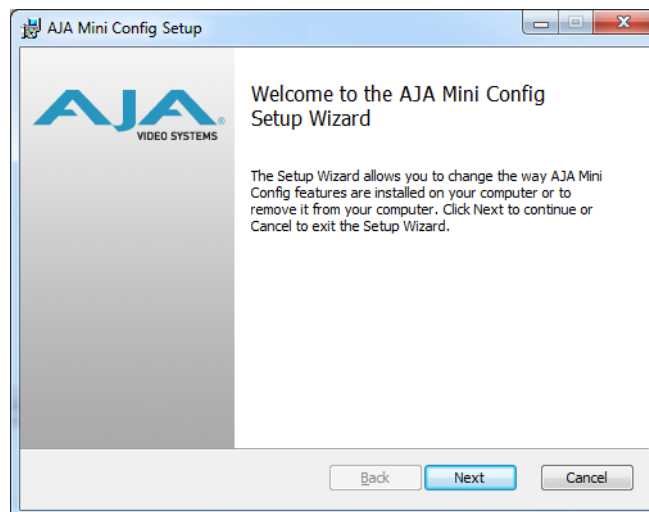 AJA Mini Config Setup
AJA®
VIDEO SYSTEMS
Welcome to the AJA Mini Config
Setup Wizard
The Setup Wizard allows you to change the way AJA Mini
Config features are installed on your computer or to
remove it from your computer. Click Next to continue or
Cancel to exit the Setup Wizard.
Back
Next
Cancel